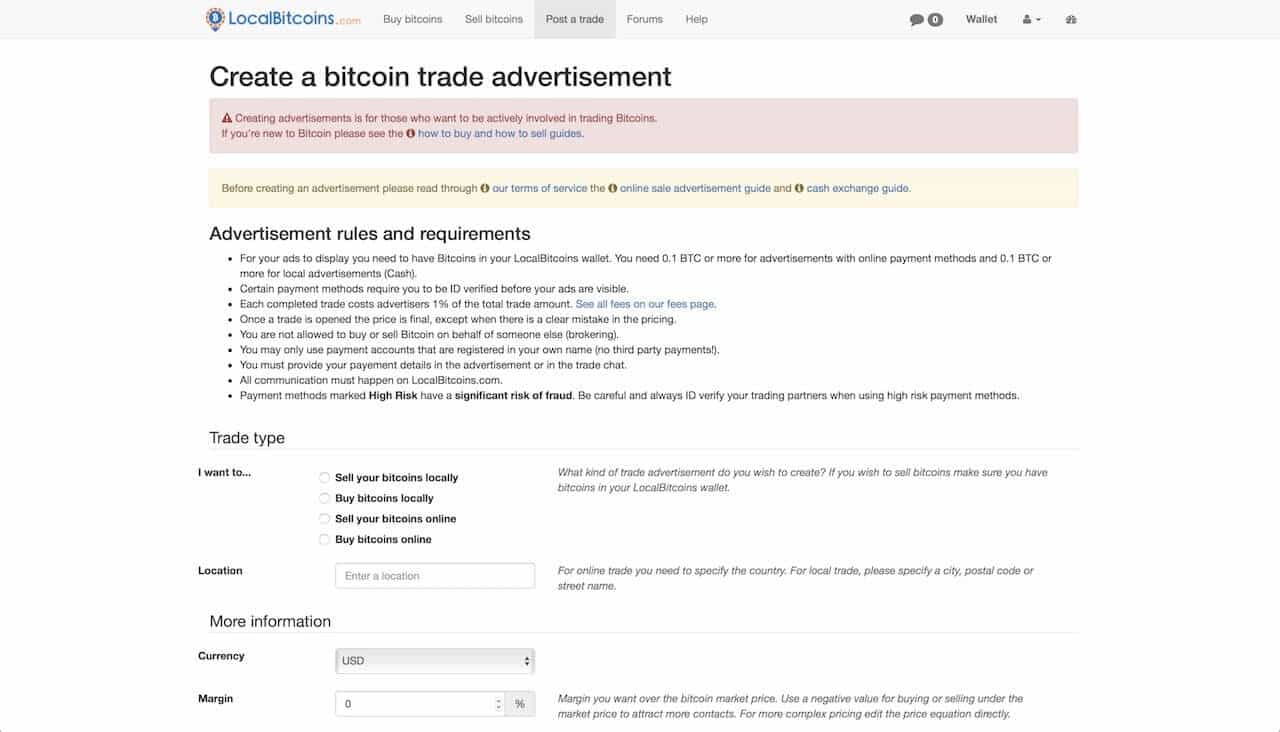 LocalBitcoins.com Buy bitcoins Sell bitcoins Post a trade Forums Help 0 Wallet
Create a bitcoin trade advertisement
Creating advertisements is for those who want to be actively involved in trading Bitcoins.
If you're new to Bitcoin please see the how to buy and how to sell guides.
Before creating an advertisement please read through our terms of service the online sale advertisement guide and cash exchange guide.
Advertisement rules and requirements
• For your ads to display you need to have Bitcoins in your LocalBitcoins wallet. You need 0.1 BTC or more for advertisements with online payment methods and 0.1 BTC or
more for local advertisements (Cash).
• Certain payment methods require you to be ID verified before your ads are visible.
• Each completed trade costs advertisers 1% of the total trade amount. See all fees on our fees page.
• Once a trade is opened the price is final, except when there is a clear mistake in the pricing.
• You are not allowed to buy or sell Bitcoin on behalf of someone else (brokering).
• You may only use payment accounts that are registered in your own name (no third party payments!).
• You must provide your payement details in the advertisement or in the trade chat.
• All communication must happen on LocalBitcoins.com.
• Payment methods marked High Risk have a significant risk of fraud. Be careful and always ID verify your trading partners when using high risk payment methods.
Trade type
I want to...
Sell your bitcoins locally
Buy bitcoins locally
Sell your bitcoins online
Buy bitcoins online
What kind of trade advertisement do you wish to create? If you wish to sell bitcoins make sure you have
bitcoins in your LocalBitcoins wallet.
Location
Enter a location
For online trade you need to specify the country. For local trade, please specify a city, postal code or
street name.
More information
Currency
USD
Margin
0 %
Margin you want over the bitcoin market price. Use a negative value for buying or selling under the
market price to attract more contacts. For more complex pricing edit the price equation directly.